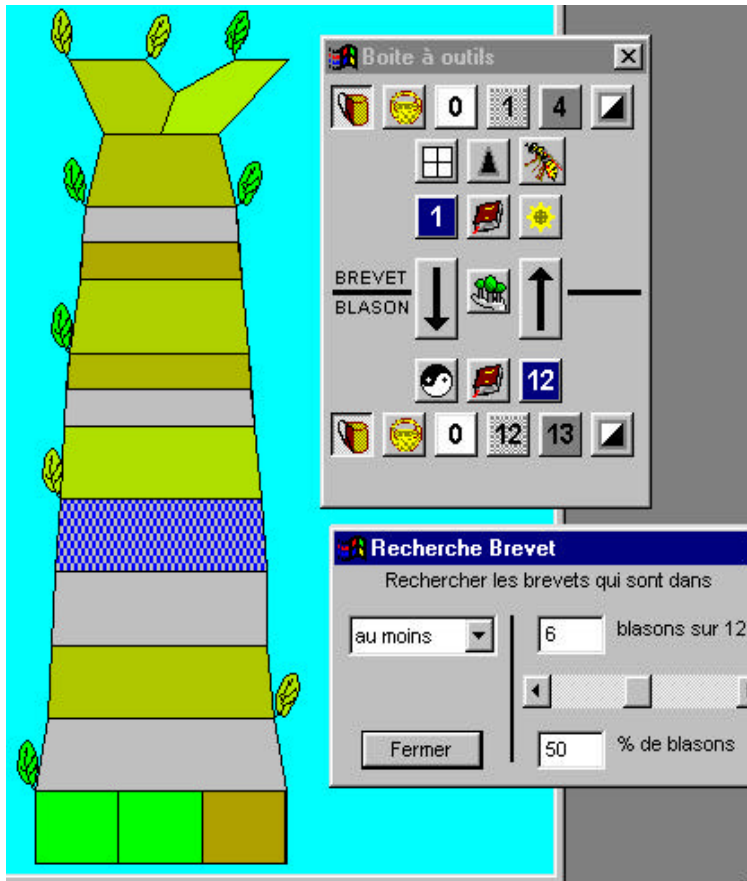 Boite à outils
0 1 4
1
BREVET
BLASON
12
0 12 13
Recherche Brevet
Rechercher les brevets qui sont dans
au moins 6 blasons sur 12
Fermer 50 % de blasons